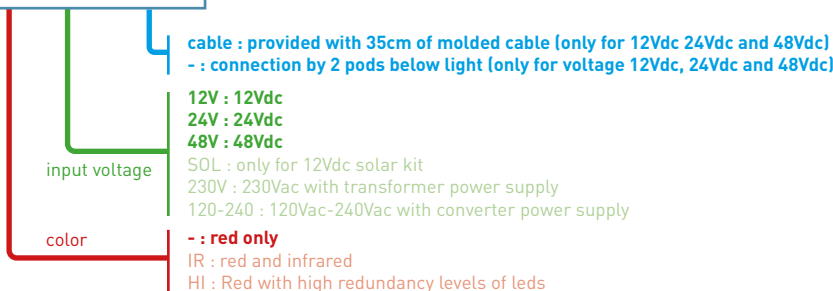 cable : provided with 35cm of molded cable (only for 12Vdc 24Vdc and 48Vdc)
- : connection by 2 pods below light (only for voltage 12Vdc, 24Vdc and 48Vdc)
12V : 12Vdc
24V : 24Vdc
48V : 48Vdc
input voltage
SOL : only for 12Vdc solar kit
230V : 230Vac with transformer power supply
120-240 : 120Vac-240Vac with converter power supply
color
- : red only
IR : red and infrared
HI : Red with high redundancy levels of leds